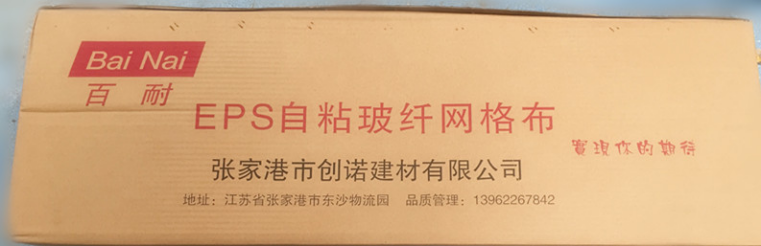 Bai Nai
百耐
EPS自粘玻纤网格布
實現你的期待
张家港市创诺建材有限公司
地址：江苏省张家港市东沙物流园 品质管理：13962267842